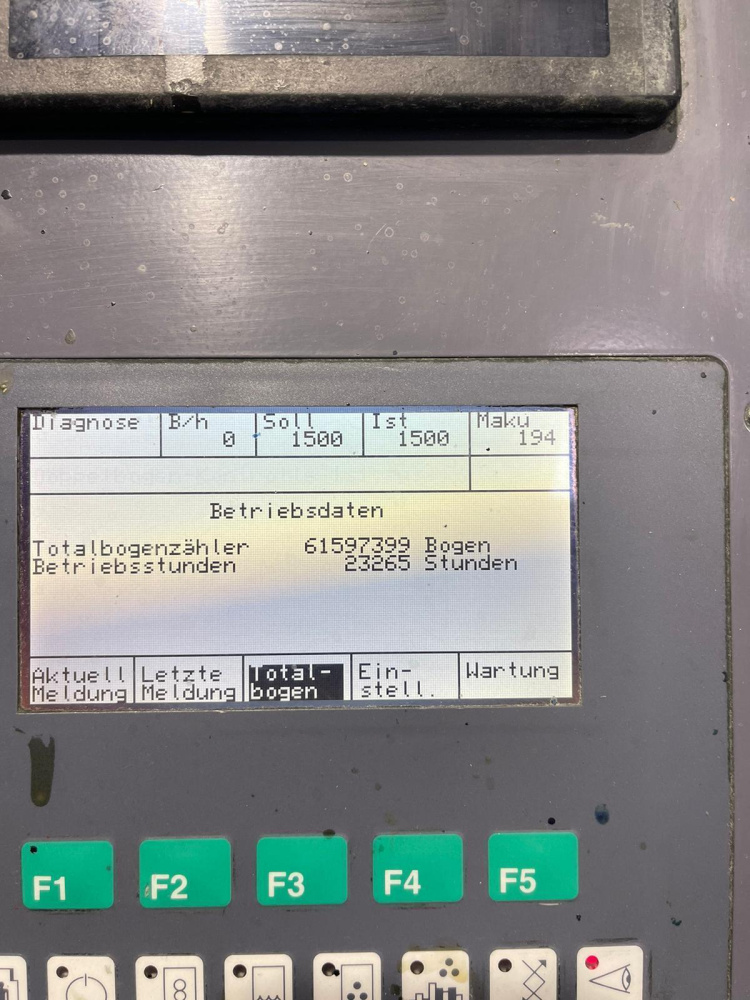 Diagnose B/h Soll Ist Maku
0 1500 1500 194
Betriebsdaten
Totalbogenzähler 61597399 Bogen
Betriebsstunden 23265 Stunden
Aktuell Letzte Total- Ein- Wartung
Meldung Meldung bogen stell.
F1 F2 F3 F4 F5
8